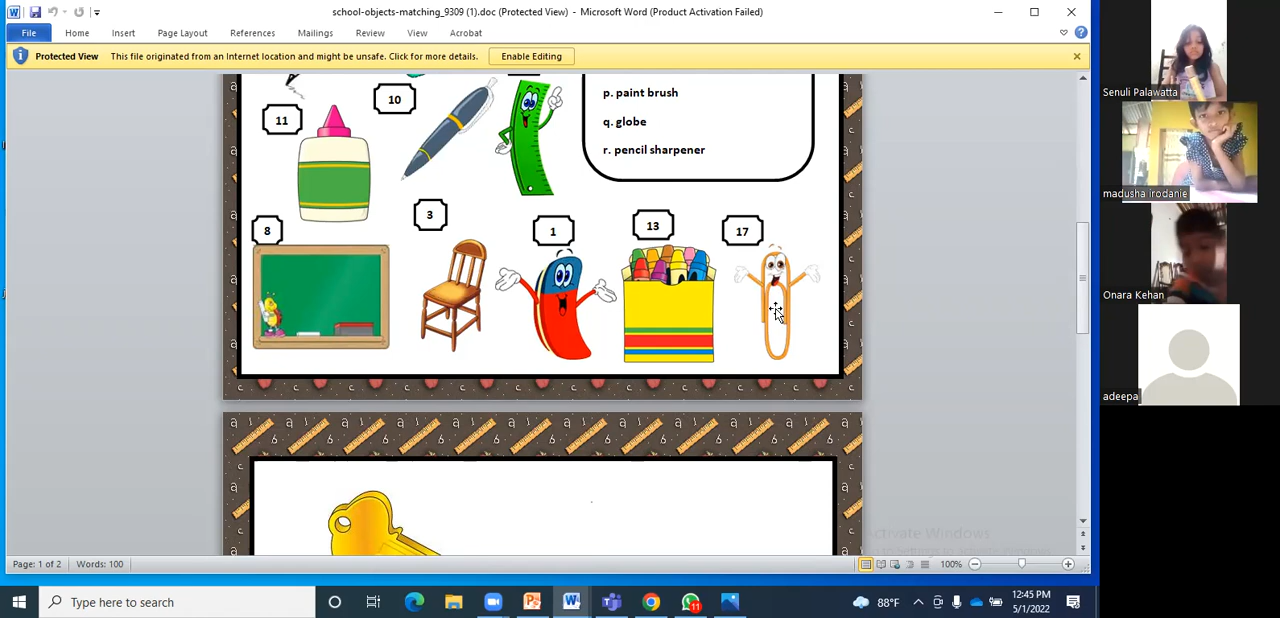 school-objects-matching_9309 (1).doc (Protected View) - Microsoft Word (Product Activation Failed)
File Home Insert Page Layout References Mailings Review View Acrobat
Protected View This file originated from an Internet location and might be unsafe. Click for more details. Enable Editing
p. paint brush
q. globe
r. pencil sharpener
10
11
3
8
1
13
17
Senuli Palawatta
madusha irodanie
Onara Kehan
adeepa
Activate Windows
Page: 1 of 2 Words: 100
100%
Type here to search
11
88°F
12:45 PM
5/1/2022